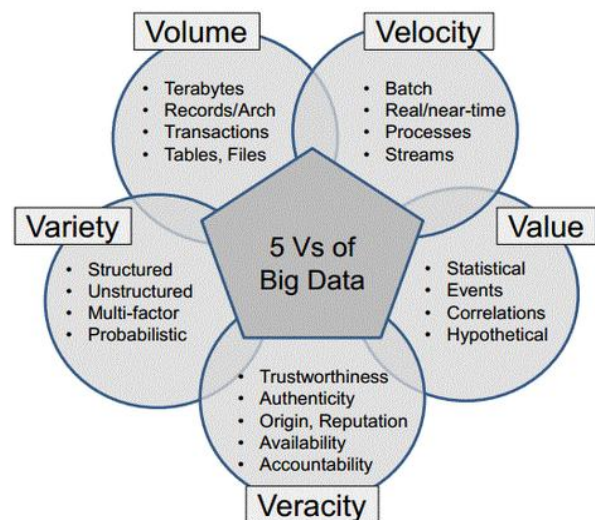 Volume
• Terabytes
• Records/Arch
• Transactions
• Tables, Files
Velocity
• Batch
• Real/near-time
• Processes
• Streams
Variety
• Structured
• Unstructured
• Multi-factor
• Probabilistic
5 Vs of
Big Data
Value
• Statistical
• Events
• Correlations
• Hypothetical
• Trustworthiness
• Authenticity
• Origin, Reputation
• Availability
• Accountability
Veracity